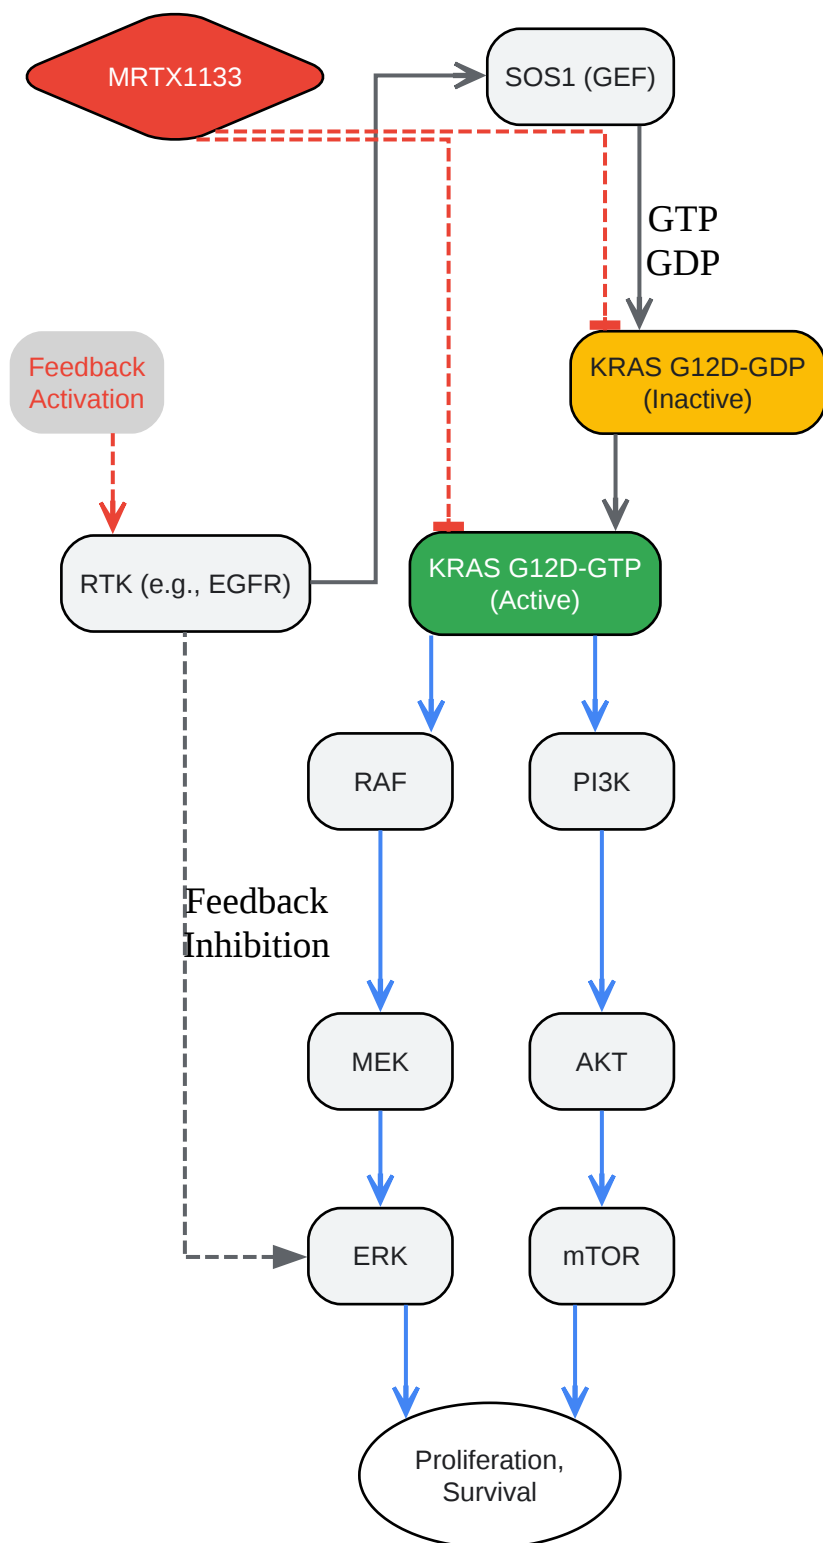 MRTX1133
SOS1 (GEF)
GTP
GDP
Feedback
Activation
KRAS G12D-GDP
(Inactive)
RTK (e.g., EGFR)
KRAS G12D-GTP
(Active)
RAF
PI3K
Feedback
Inhibition
MEK
AKT
ERK
mTOR
Proliferation,
Survival